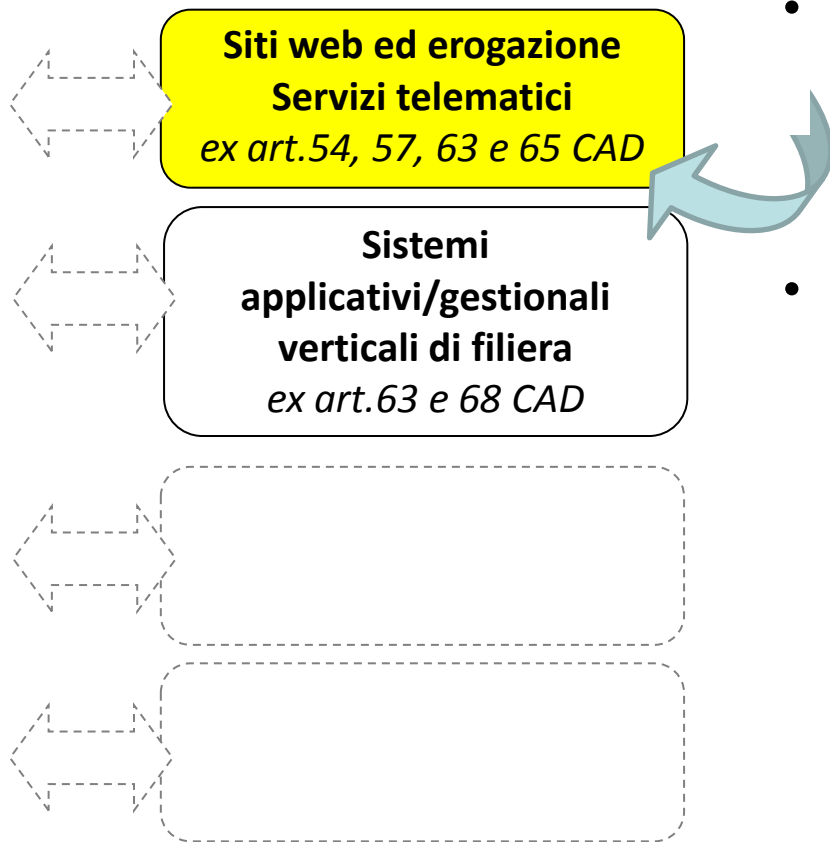 Siti web ed erogazione
Servizi telematici
ex art.54, 57, 63 e 65 CAD
Sistemi
applicativi/gestionali
verticali di filiera
ex art.63 e 68 CAD